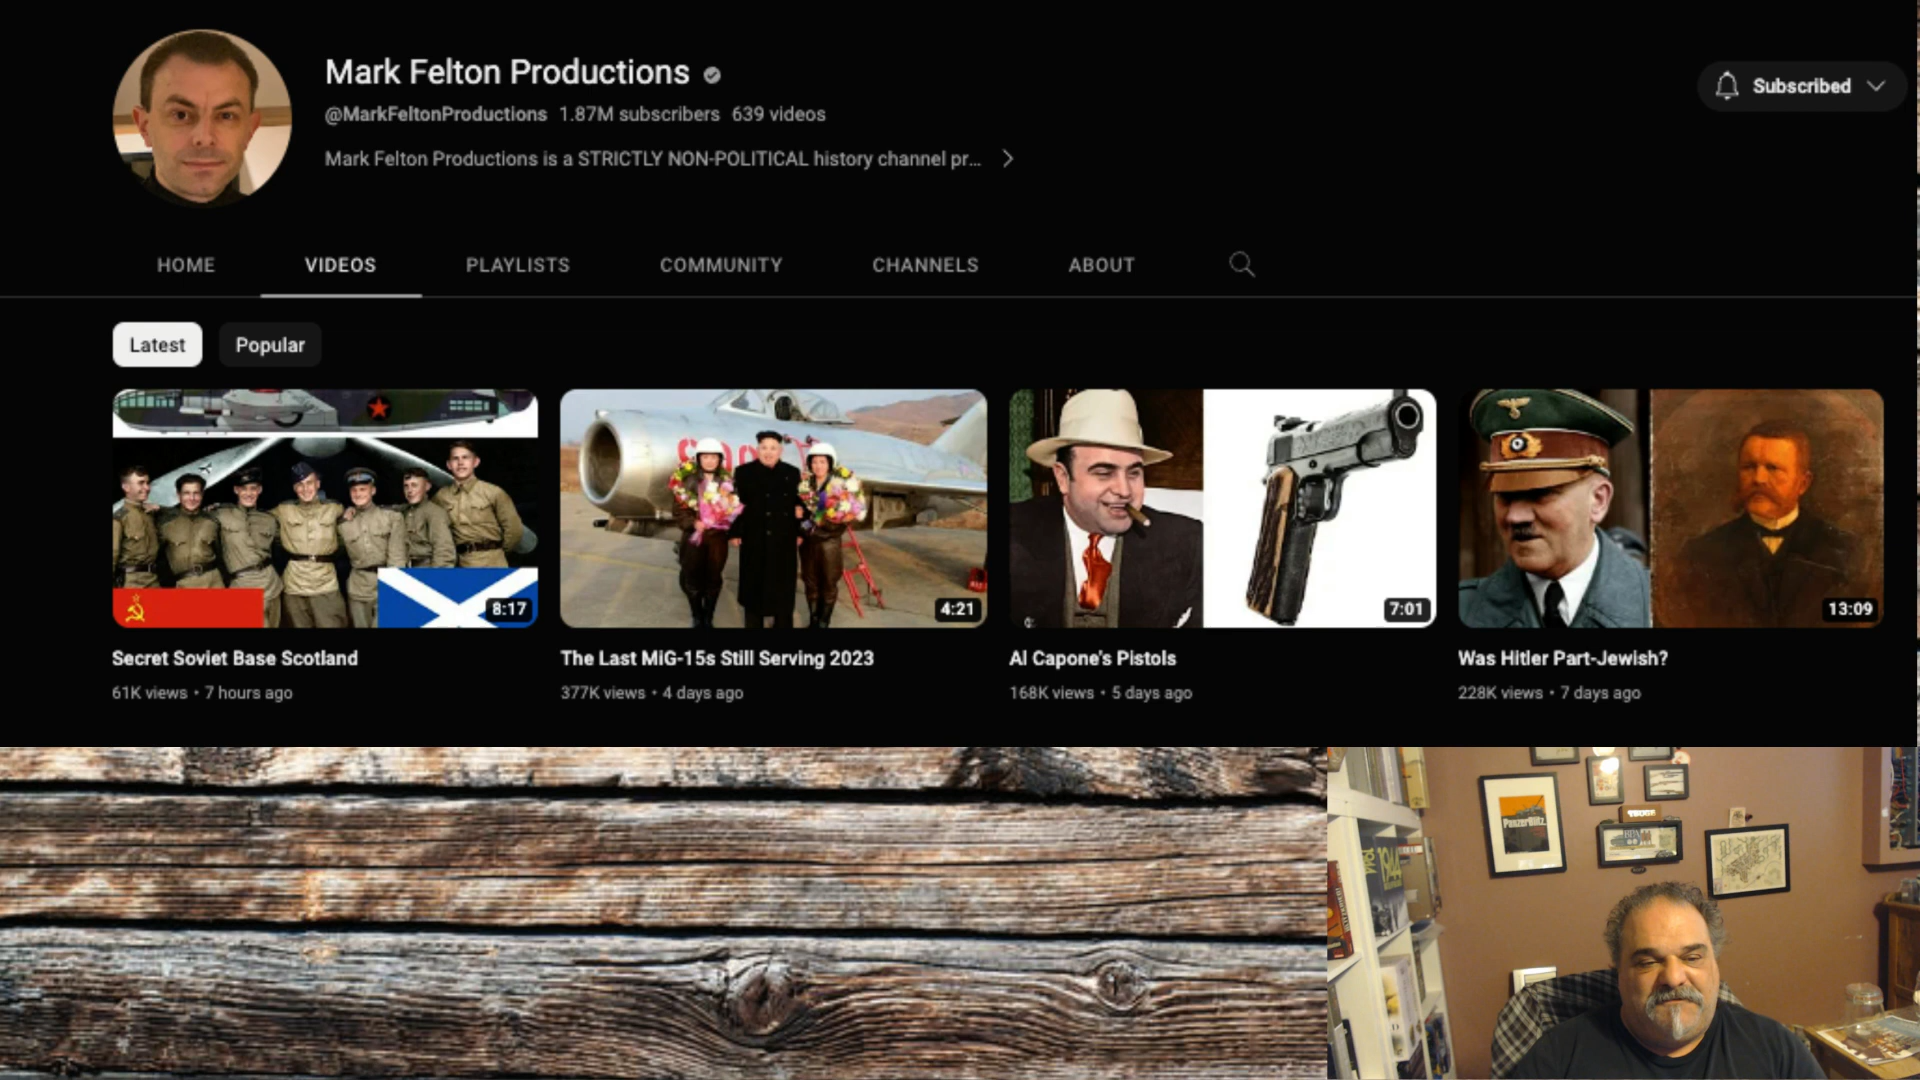 Mark Felton Productions
@MarkFeltonProductions 1.87M subscribers 639 videos
Mark Felton Productions is a STRICTLY NON-POLITICAL history channel pr...
Subscribed
HOME VIDEOS PLAYLISTS COMMUNITY CHANNELS ABOUT
Latest Popular
8:17
4:21
7:01
13:09
Secret Soviet Base Scotland
61K views • 7 hours ago
The Last MiG-15s Still Serving 2023
377K views • 4 days ago
Al Capone's Pistols
168K views • 5 days ago
Was Hitler Part-Jewish?
228K views • 7 days ago
PanzerBlitz
1944